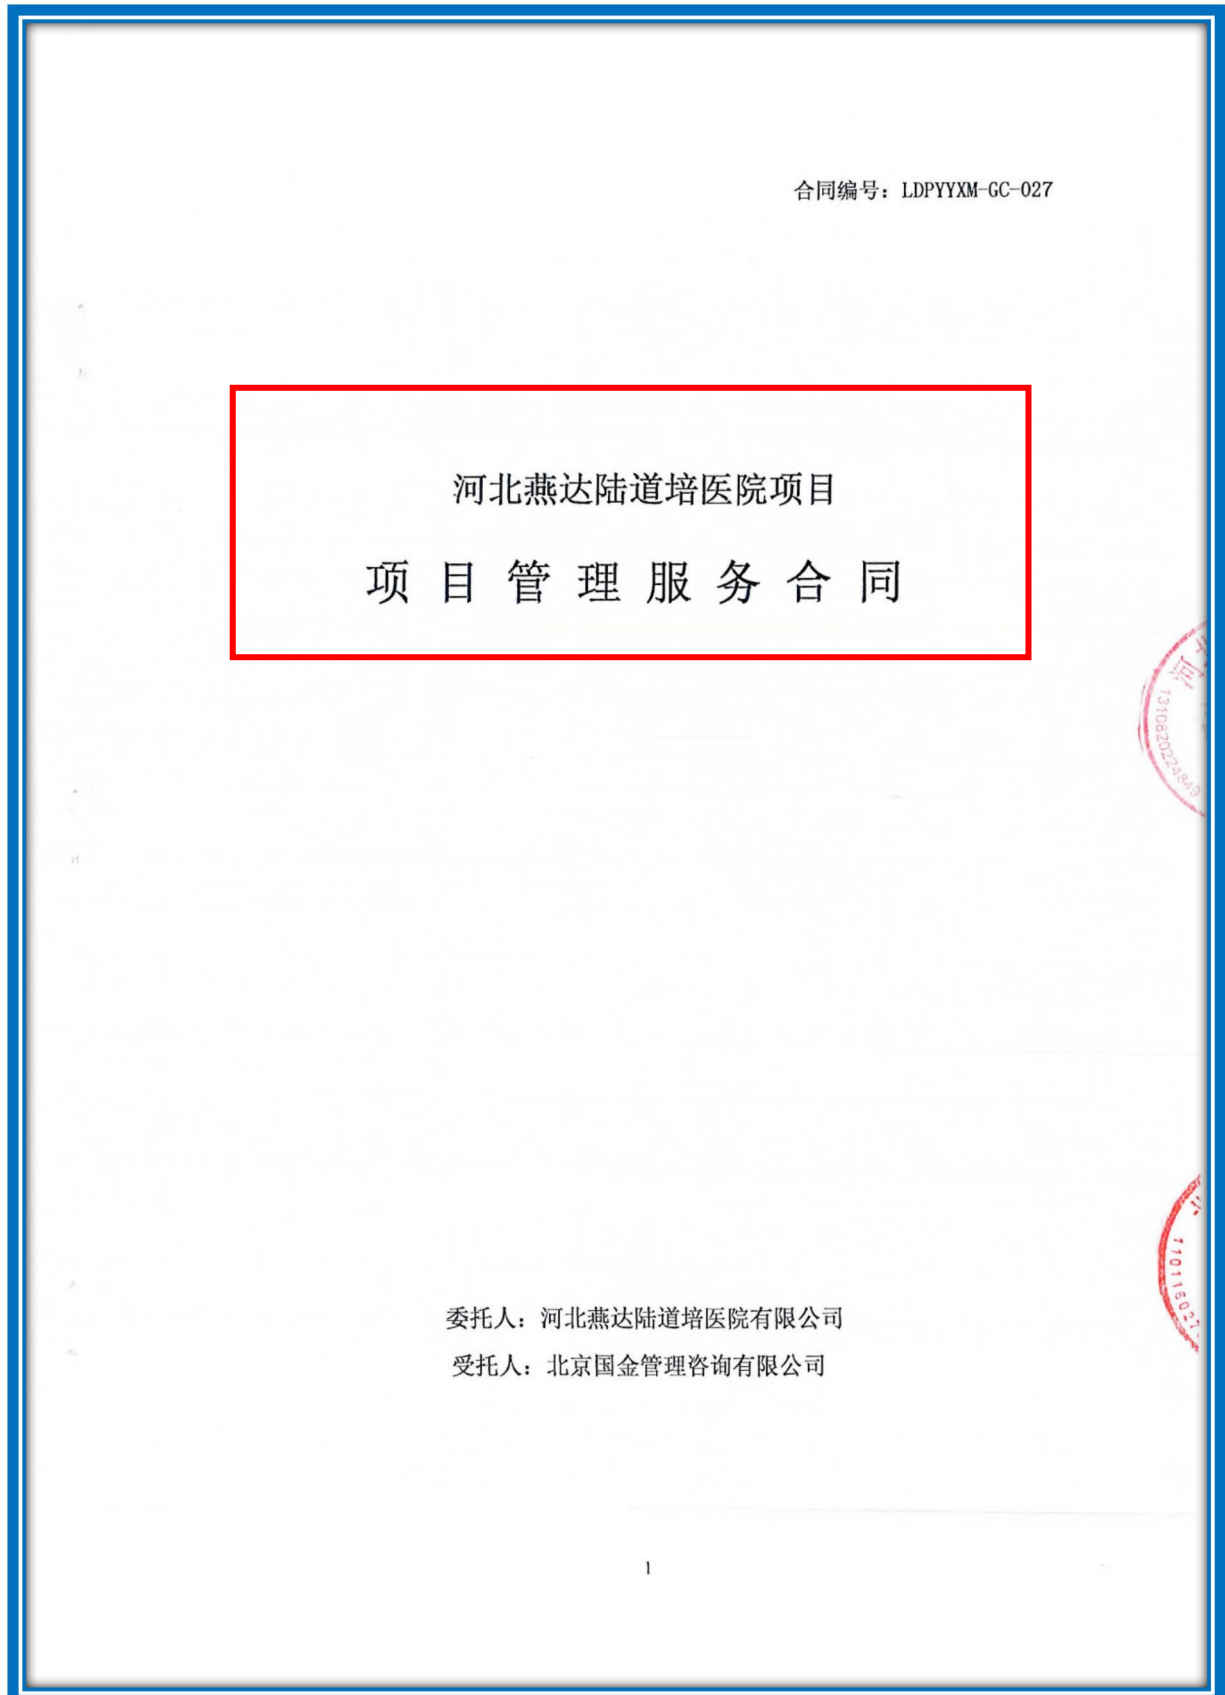 合同编号：LDPYYXM-GC-027
河北燕达陆道培医院项目
项目管理服务合同
河
1310820224849
110116027
委托人：河北燕达陆道培医院有限公司
受托人：北京国金管理咨询有限公司
1